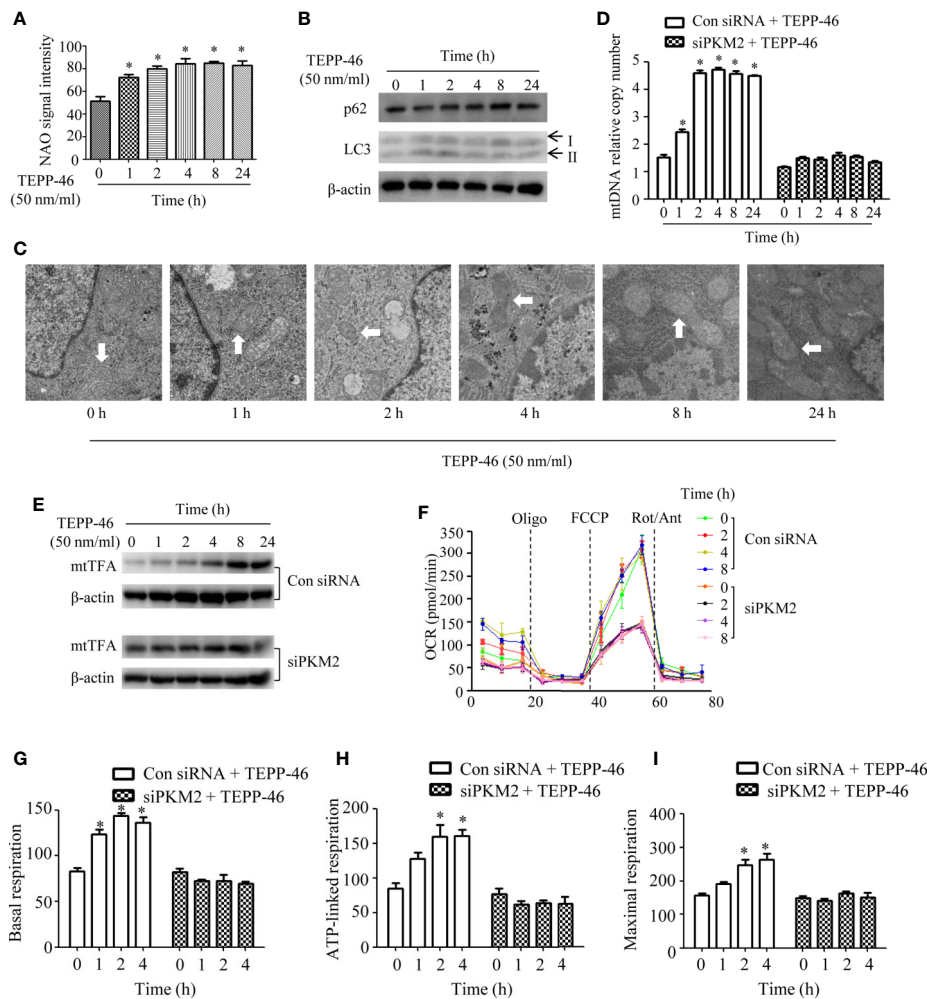 A
NAO signal intensity
100
80
60
40
20
0
* * * * *
0 1 2 4 8 24
TEPP-46
(50 nm/ml)
Time (h)
B
TEPP-46
(50 nm/ml)
Time (h)
0 1 2 4 8 24
p62
LC3
I
II
β-actin
D
Con siRNA + TEPP-46
siPKM2 + TEPP-46
mtDNA relative copy number
5
4
3
2
1
0
* * * * *
0 1 2 4 8 24 0 1 2 4 8 24
Time (h)
C
0 h 1 h 2 h 4 h 8 h 24 h
TEPP-46 (50 nm/ml)
E
TEPP-46
(50 nm/ml)
Time (h)
0 1 2 4 8 24
mtTFA
β-actin
Con siRNA
mtTFA
β-actin
siPKM2
F
Oligo FCCP Rot/Ant
OCR (pmol/min)
350
300
250
200
150
100
50
0
0 20 40 60 80
Time (h)
0
2
4
8
Con siRNA
0
2
4
8
siPKM2
G
Con siRNA + TEPP-46
siPKM2 + TEPP-46
Basal respiration
150
100
50
0
* * *
0 1 2 4 0 1 2 4
Time (h)
H
Con siRNA + TEPP-46
siPKM2 + TEPP-46
ATP-linked respiration
200
150
100
50
0
* *
0 1 2 4 0 1 2 4
Time (h)
I
Con siRNA + TEPP-46
siPKM2 + TEPP-46
Maximal respiration
400
300
200
100
0
* *
0 1 2 4 0 1 2 4
Time (h)